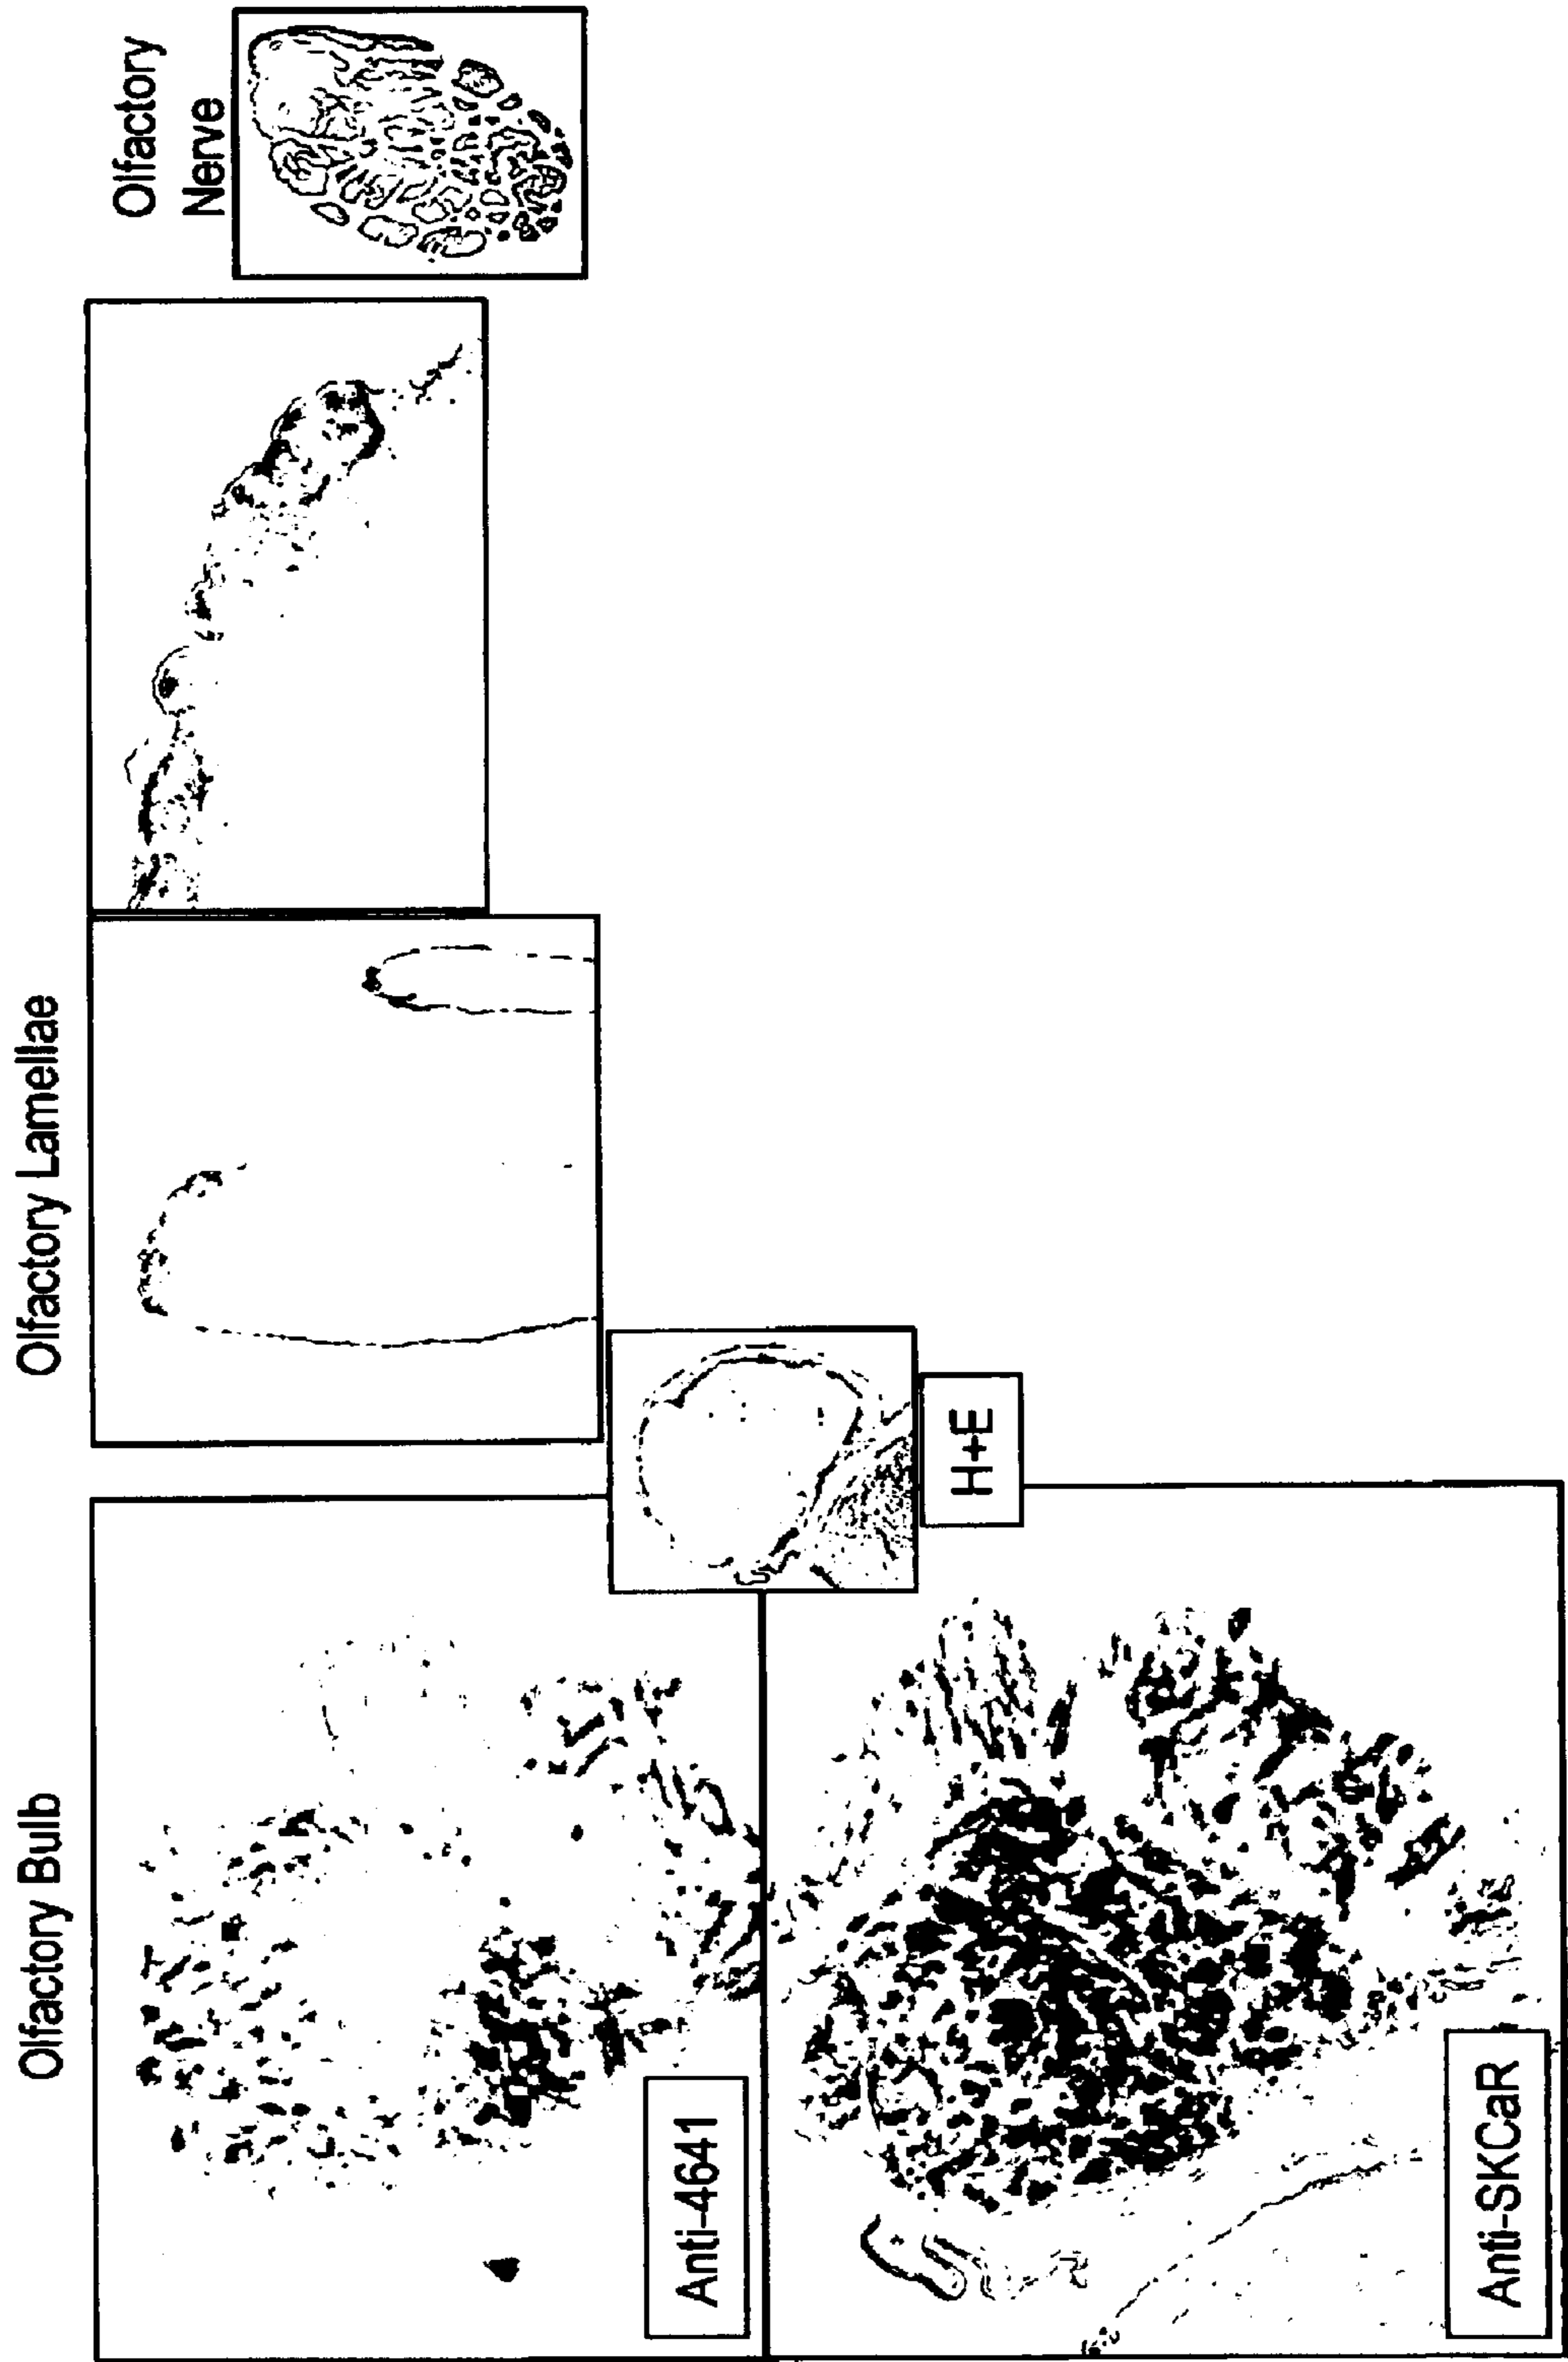 Olfactory Bulb
Olfactory Lamellae
Olfactory
Nerve
Anti-4641
H+E
Anti-SKCaR